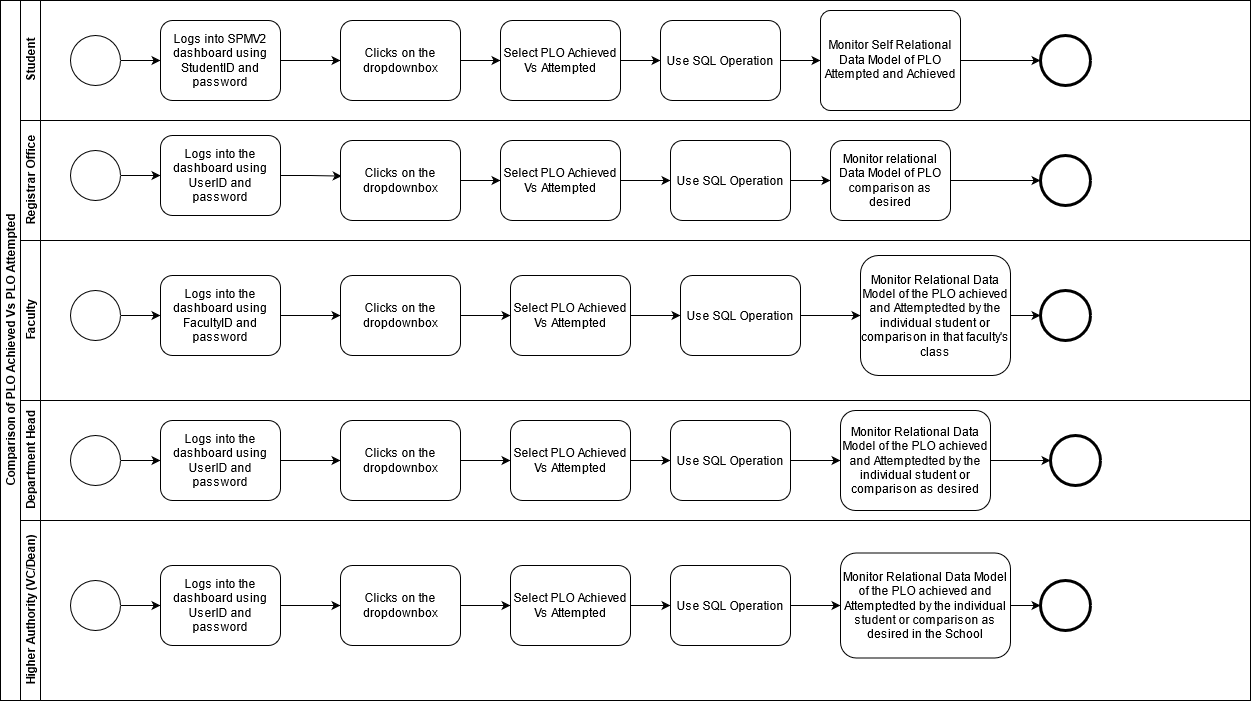 Comparison of PLO Achieved Vs PLO Attempted
Student
Logs into SPMV2
dashboard using
StudentID and
password
Clicks on the
dropdownbox
Select PLO Achieved
Vs Attempted
Use SQL Operation
Monitor Self Relational
Data Model of PLO
Attempted and Achieved
Registrar Office
Logs into the
dashboard using
UserID and
password
Clicks on the
dropdownbox
Select PLO Achieved
Vs Attempted
Use SQL Operation
Monitor relational
Data Model of PLO
comparison as
desired
Faculty
Logs into the
dashboard using
FacultyID and
password
Clicks on the
dropdownbox
Select PLO Achieved
Vs Attempted
Use SQL Operation
Monitor Relational Data
Model of the PLO achieved
and Attemptedted by the
individual student or
comparison in that faculty's
class
Department Head
Logs into the
dashboard using
UserID and
password
Clicks on the
dropdownbox
Select PLO Achieved
Vs Attempted
Use SQL Operation
Monitor Relational Data
Model of the PLO achieved
and Attemptedted by the
individual student or
comparison as desired
Higher Authority (VC/Dean)
Logs into the
dashboard using
UserID and
password
Clicks on the
dropdownbox
Select PLO Achieved
Vs Attempted
Use SQL Operation
Monitor Relational Data Model
of the PLO achieved and
Attemptedted by the individual
student or comparison as
desired in the School